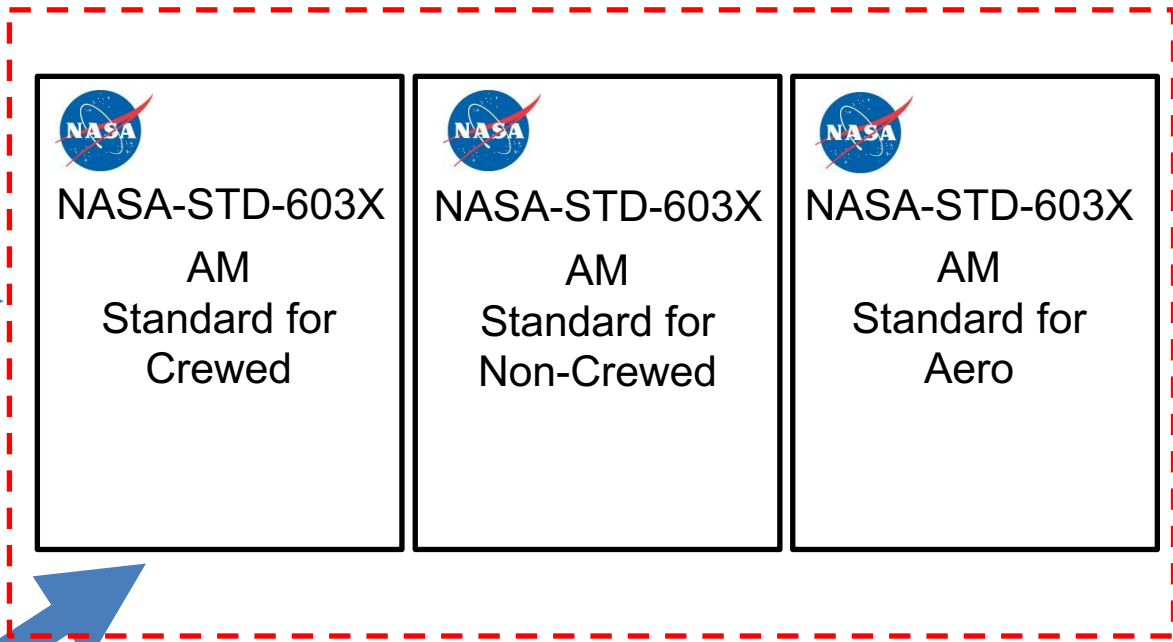 NASA
NASA-STD-603X
AM
Standard for
Crewed
NASA
NASA-STD-603X
AM
Standard for
Non-Crewed
NASA
NASA-STD-603X
AM
Standard for
Aero